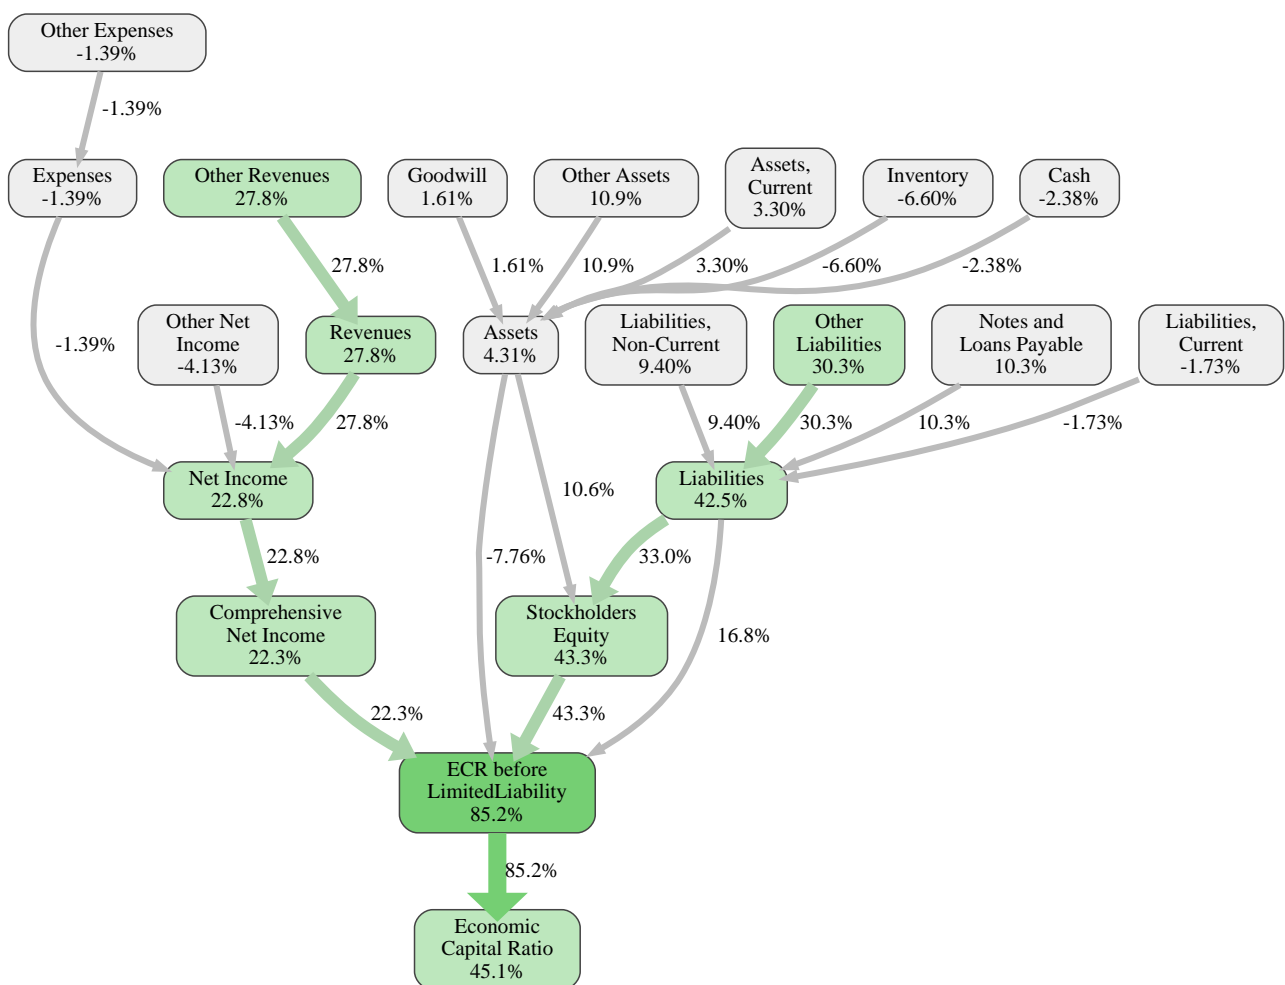 Other Expenses
-1.39%
-1.39%
Expenses
-1.39%
Other Revenues
27.8%
Goodwill
1.61%
Other Assets
10.9%
Assets,
Current
3.30%
Inventory
-6.60%
Cash
-2.38%
27.8%
1.61%
10.9%
3.30%
-6.60%
-2.38%
-1.39%
Other Net
Income
-4.13%
Revenues
27.8%
Assets
4.31%
Liabilities,
Non-Current
9.40%
Other
Liabilities
30.3%
Notes and
Loans Payable
10.3%
Liabilities,
Current
-1.73%
-4.13%
27.8%
9.40%
30.3%
10.3%
-1.73%
Net Income
22.8%
10.6%
Liabilities
42.5%
22.8%
-7.76%
33.0%
Comprehensive
Net Income
22.3%
Stockholders
Equity
43.3%
16.8%
22.3%
43.3%
ECR before
LimitedLiability
85.2%
85.2%
Economic
Capital Ratio
45.1%